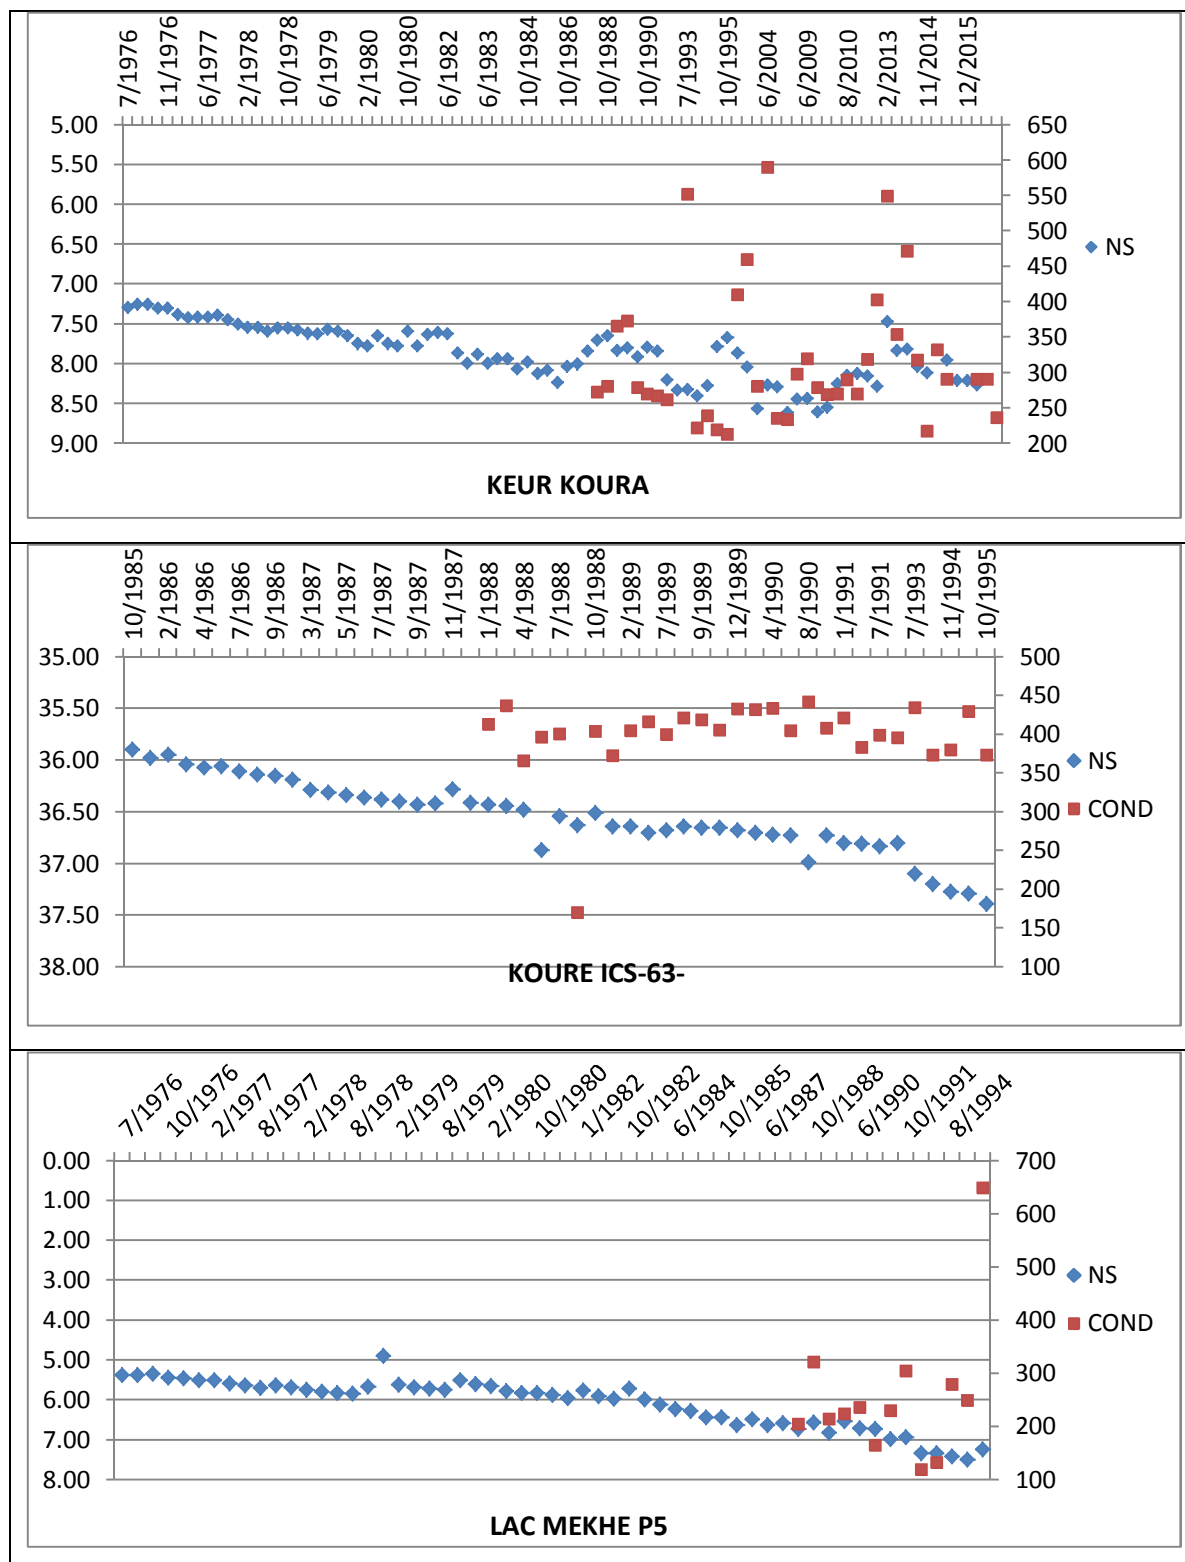 7/1976 11/1976 6/1977 2/1978 10/1978 6/1979 2/1980 10/1980 6/1982 6/1983 10/1984 10/1986 10/1988 10/1990 7/1993 10/1995 6/2004 6/2009 8/2010 2/2013 11/2014 12/2015
5.00 650
5.50 600
6.00 550
6.50 500
7.00 450
7.50 400
8.00 350
8.50 300
9.00 250
200
NS
KEUR KOURA
10/1985 2/1986 4/1986 7/1986 9/1986 3/1987 5/1987 7/1987 9/1987 11/1987 1/1988 4/1988 7/1988 10/1988 2/1989 7/1989 9/1989 12/1989 4/1990 8/1990 1/1991 7/1991 7/1993 11/1994 10/1995
35.00 500
35.50 450
36.00 400
36.50 350
37.00 300
37.50 250
38.00 200
150
100
NS
COND
KOURE ICS-63-
7/1976 10/1976 2/1977 8/1977 2/1978 8/1978 2/1979 8/1979 2/1980 10/1980 1/1982 10/1982 6/1984 10/1985 6/1987 10/1988 6/1990 10/1991 8/1994
0.00 700
1.00 600
2.00 500
3.00 400
4.00 300
5.00 200
6.00 100
7.00
8.00
NS
COND
LAC MEKHE P5